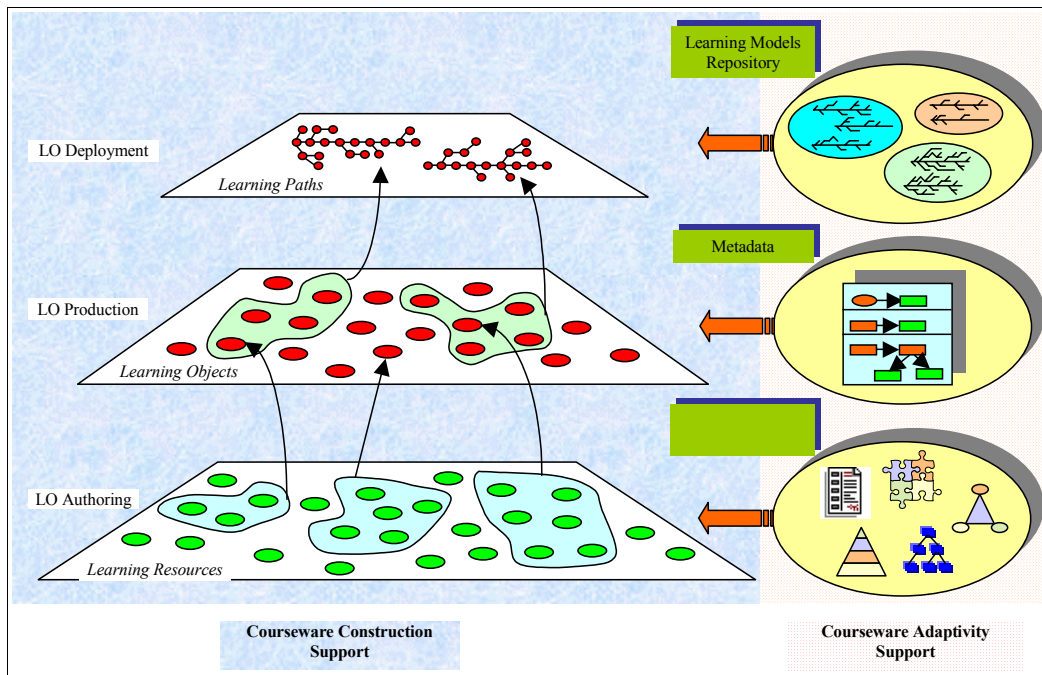 Learning Models
Repository
LO Deployment
Learning Paths
Metadata
LO Production
Learning Objects
LO Authoring
Learning Resources
Courseware Construction
Support
Courseware Adaptivity
Support